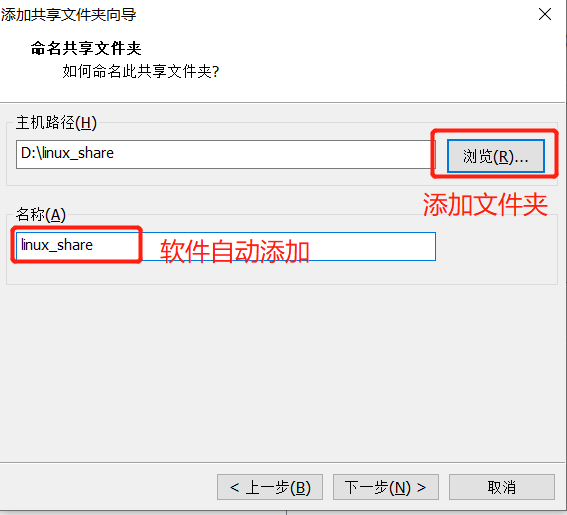 添加共享文件夹向导
命名共享文件夹
如何命名此共享文件夹?
主机路径(H)
D:\linux_share
浏览(R)...
添加文件夹
名称(A)
linux_share
软件自动添加
< 上一步(B)
下一步(N) >
取消